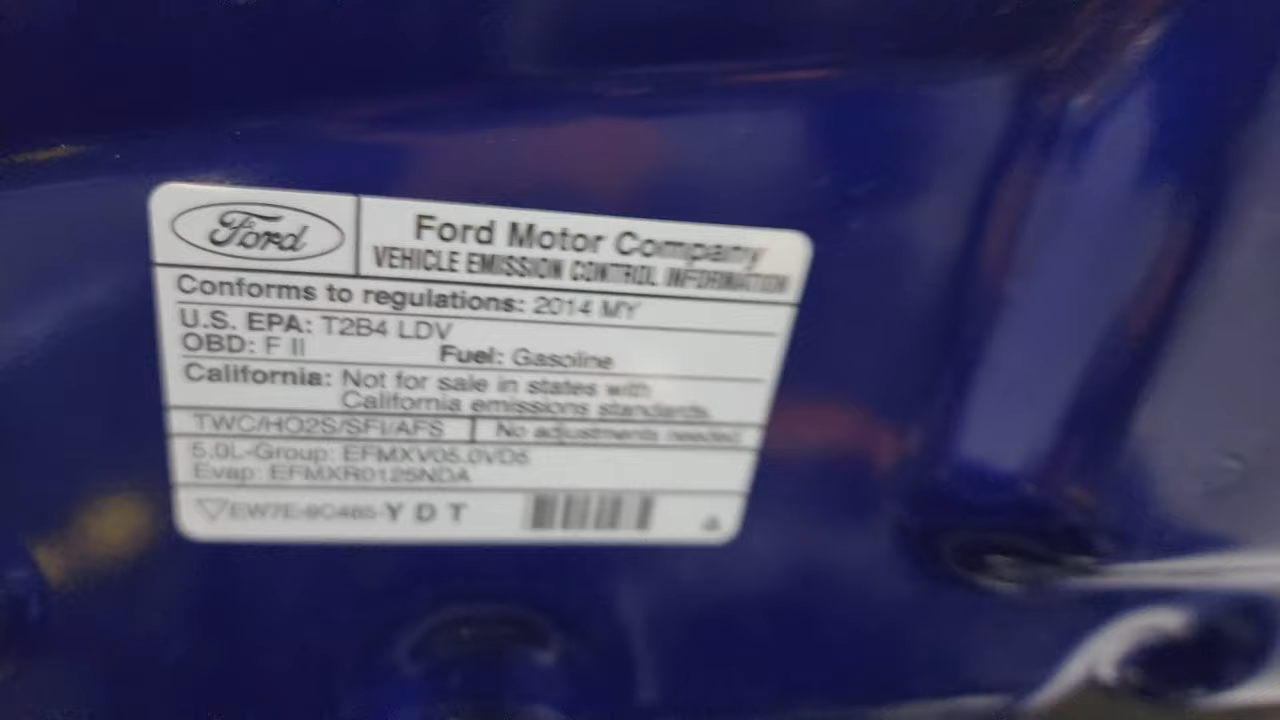 Ford
Ford Motor Company
VEHICLE EMISSION CONTROL INFORMATION
Conforms to regulations: 2014 MY
U.S. EPA: T2B4 LDV
OBD: F II
Fuel: Gasoline
California: Not for sale in states with
California emissions standards.
TWC/HO2S/SFI/AFS
No adjustments needed.
5.0L-Group: EFMXV05.0VD5
Evap: EFMXR0125NDA
EW7E-9C485-Y D T